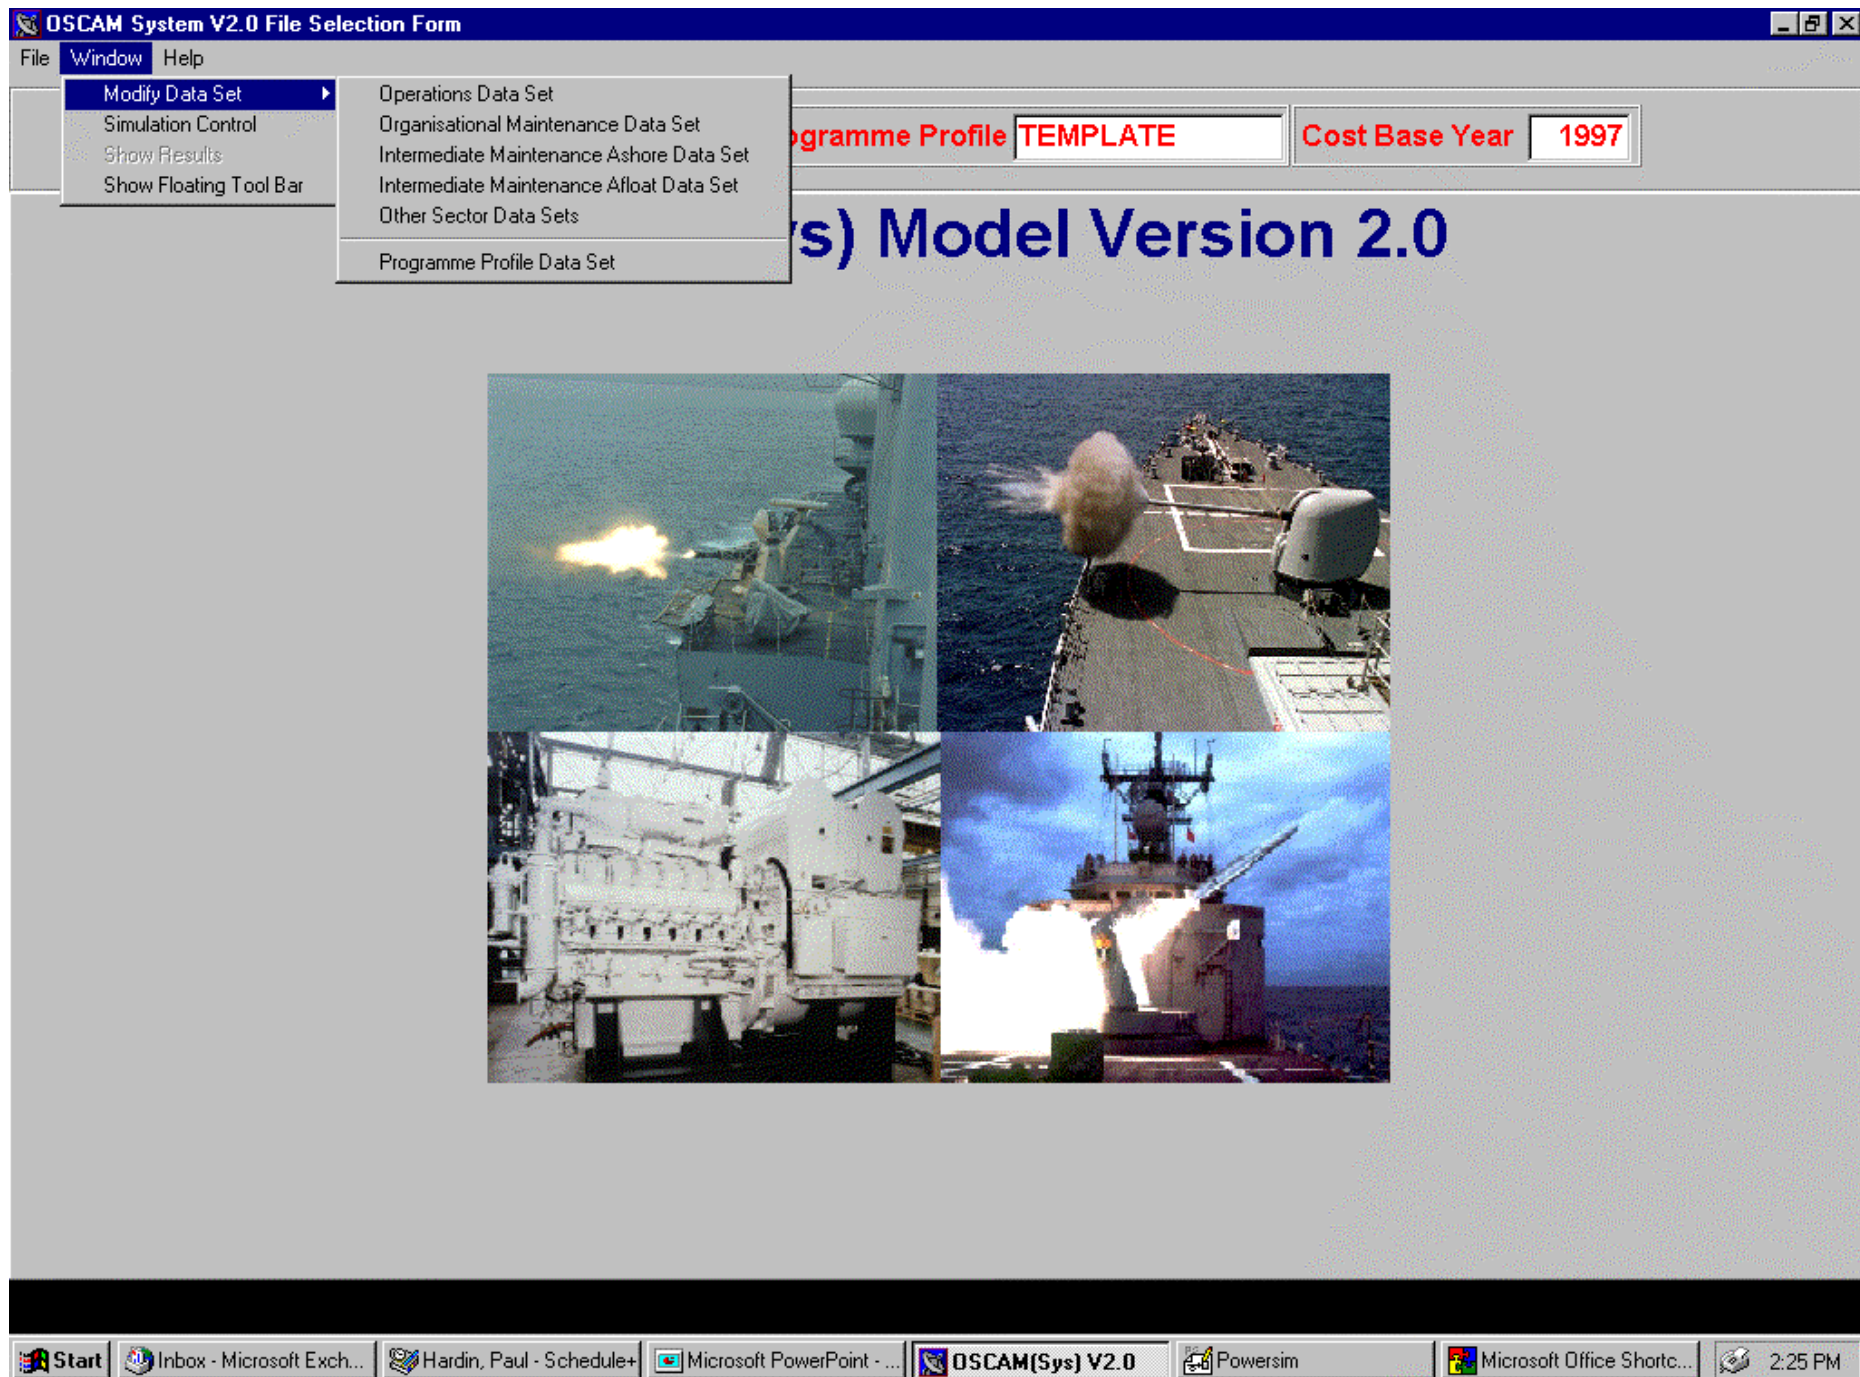 OSCAM System V2.0 File Selection Form
File Window Help
Modify Data Set
Simulation Control
Show Results
Show Floating Tool Bar
Operations Data Set
Organisational Maintenance Data Set
Intermediate Maintenance Ashore Data Set
Intermediate Maintenance Afloat Data Set
Other Sector Data Sets
Programme Profile Data Set
ogramme Profile TEMPLATE Cost Base Year 1997
ys) Model Version 2.0
Start Inbox - Microsoft Exch... Hardin, Paul - Schedule+ Microsoft PowerPoint - ... OSCAM(Sys) V2.0 Powersim Microsoft Office Shortc... 2:25 PM